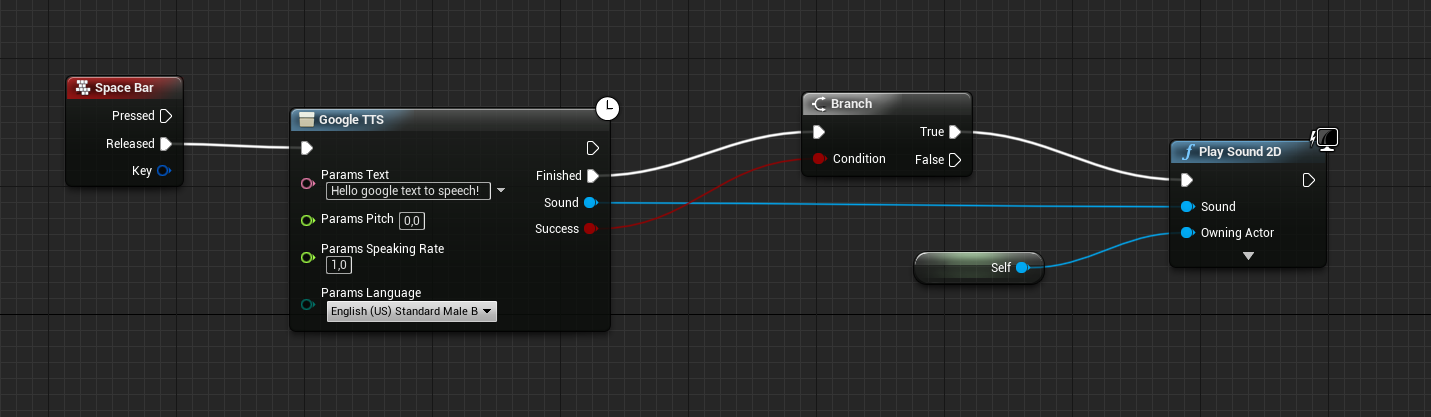 Space Bar
Pressed
Released
Key
Google TTS
Finished
Params Text
Hello google text to speech!
Sound
Params Pitch 0,0
Success
Params Speaking Rate
1,0
Params Language
English (US) Standard Male B
Branch
True
Condition
False
Self
Play Sound 2D
Sound
Owning Actor